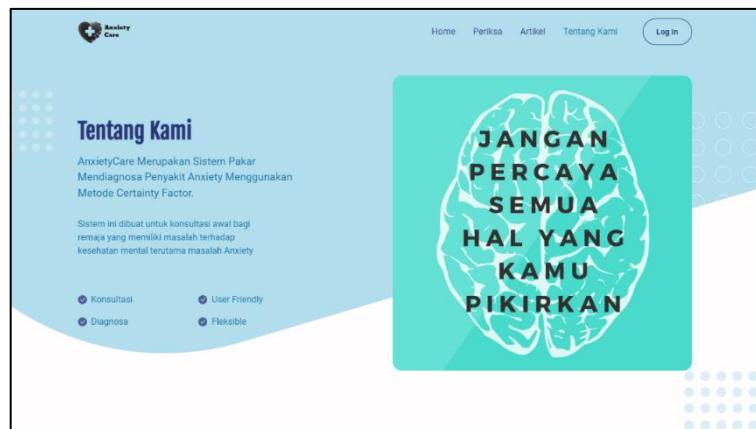 Anxiety
Care
Home Periksa Artikel Tentang Kami Log in
Tentang Kami
AnxietyCare Merupakan Sistem Pakar
Mendiagnosa Penyakit Anxiety Menggunakan
Metode Certainty Factor.
Sistem ini dibuat untuk konsultasi awal bagi
remaja yang memiliki masalah terhadap
kesehatan mental terutama masalah Anxiety
Konsultasi User Friendly
Diagnosa Fleksible
JANGAN
PERCAYA
SEMUA
HAL YANG
KAMU
PIKIRKAN